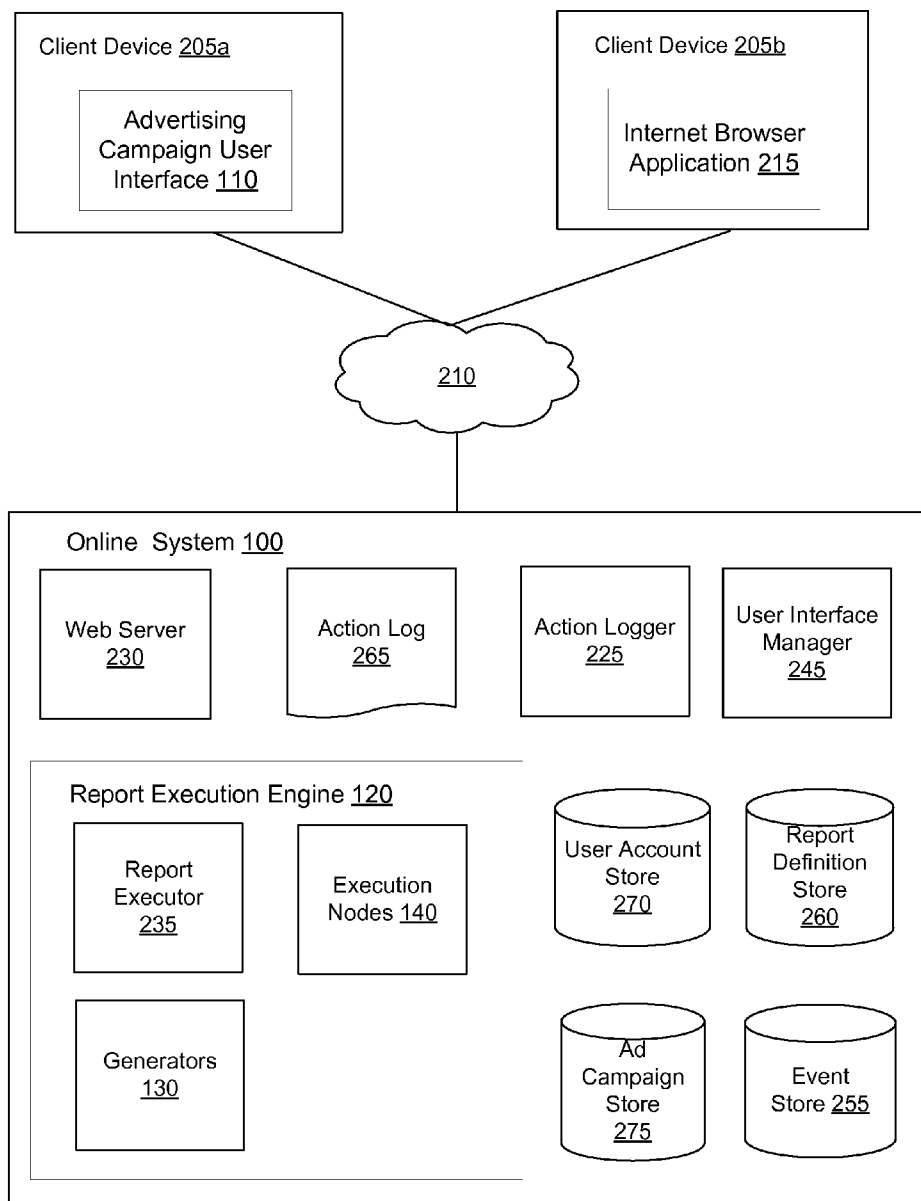 Client Device 205a
Advertising
Campaign User
Interface 110
Client Device 205b
Internet Browser
Application 215
210
Online System 100
Web Server
230
Action Log
265
Action Logger
225
User Interface
Manager
245
Report Execution Engine 120
Report
Executor
235
Execution
Nodes 140
Generators
130
User Account
Store
270
Report
Definition
Store
260
Ad
Campaign
Store
275
Event
Store 255